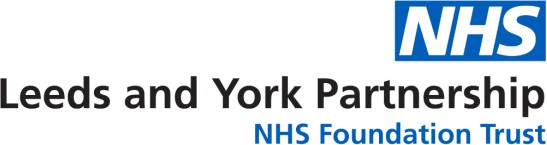 NHS
Leeds and York Partnership
NHS Foundation Trust